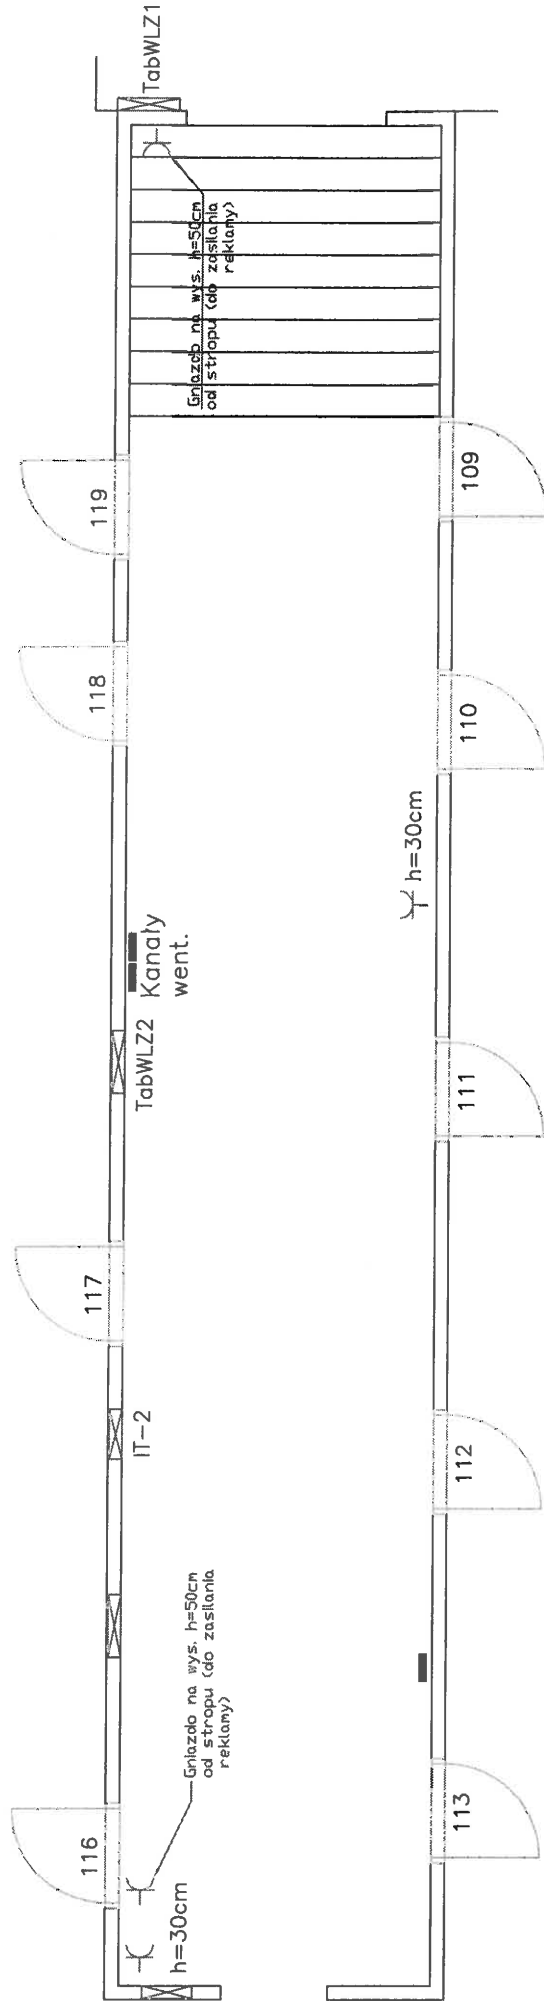 116
h=30cm
Gniazdo na wys. h=50cm
od stropu (do zasilania
reklamy)
IT-2
117
TabWLZ2
Kanały
went.
118
119
Gniazdo na wys. h=50cm
od stropu (do zasilania
reklamy)
TabWLZ1
113
112
111
h=30cm
110
109